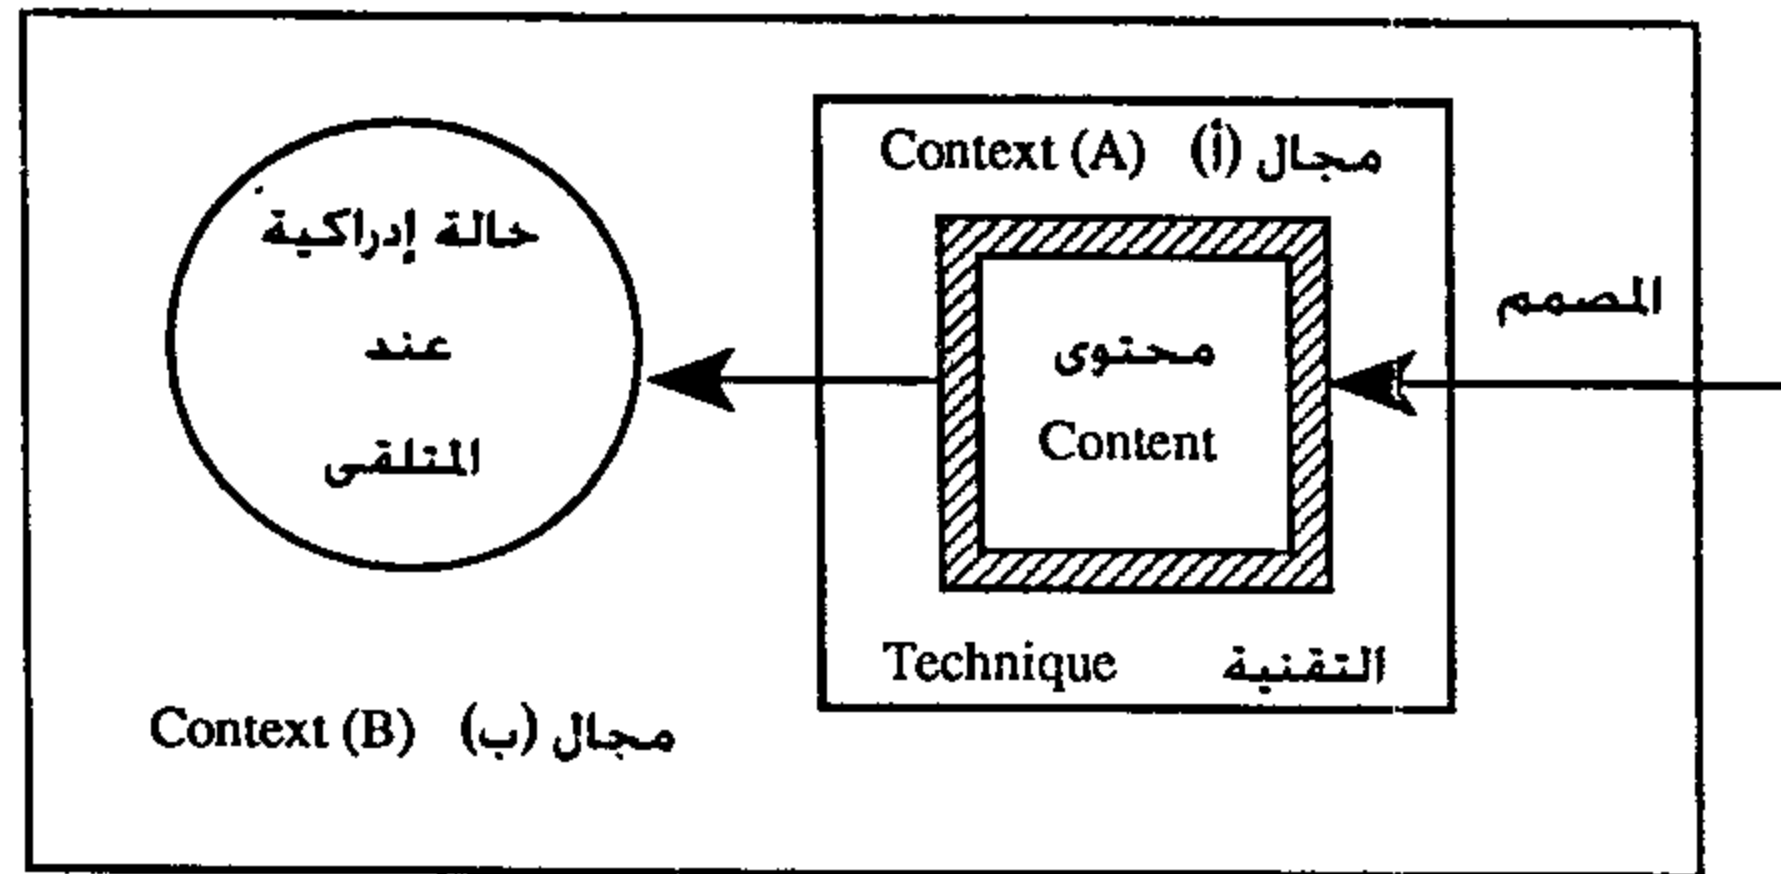 Context (A) مجال (أ)
المصمم
محتوى
Content
Technique التقنية
حالة إدراكية
عند
المتلقى
Context (B) مجال (ب)